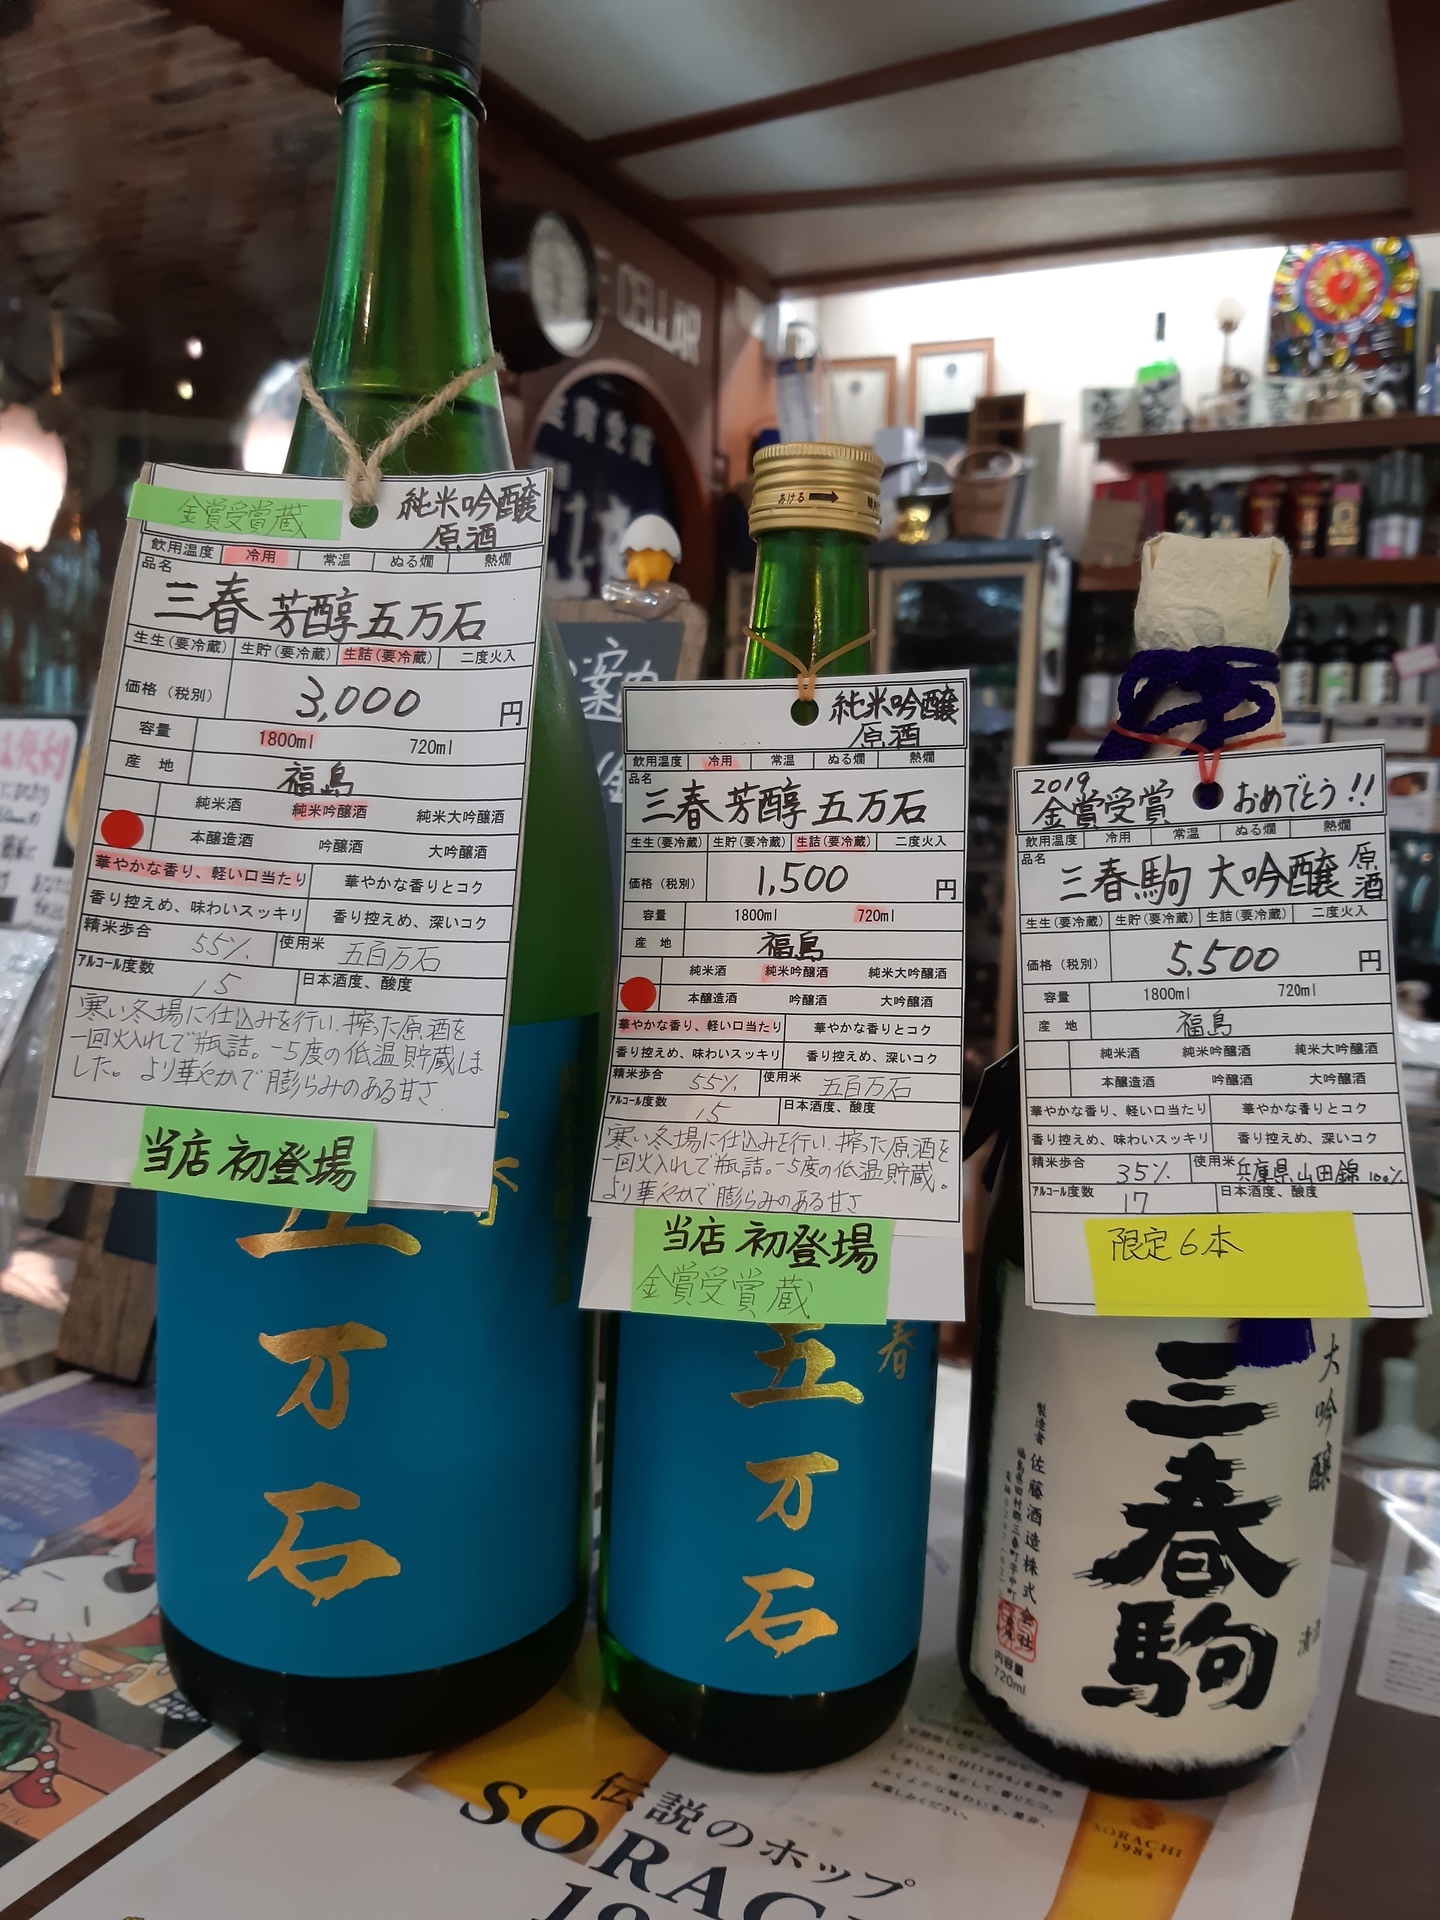 金賞受賞蔵
純米吟醸
原酒
飲用温度 冷用 常温 ぬる燗 熱燗
品名
三春 芳醇 五万石
生生(要冷蔵) 生貯(要冷蔵) 生詰(要冷蔵) 二度火入
価格(税別) 3,000 円
容量 1800ml 720ml
産地 福島
純米酒 純米吟醸酒 純米大吟醸酒
本醸造酒 吟醸酒 大吟醸酒
華やかな香り、軽い口当たり 華やかな香りとコク
香り控えめ、味わいスッキリ 香り控えめ、深いコク
精米歩合 55% 使用米 五百万石
アルコール度数 15 日本酒度、酸度
寒い冬場に仕込みを行い、搾った原酒を
一回火入れで瓶詰。-5度の低温貯蔵しま
した。より華やかで膨らみのある甘さ
当店 初登場
五
万
石
純米吟醸
原酒
飲用温度 冷用 常温 ぬる燗 熱燗
品名
三春 芳醇 五万石
生生(要冷蔵) 生貯(要冷蔵) 生詰(要冷蔵) 二度火入
価格(税別) 1,500 円
容量 1800ml 720ml
産地 福島
純米酒 純米吟醸酒 純米大吟醸酒
本醸造酒 吟醸酒 大吟醸酒
華やかな香り、軽い口当たり 華やかな香りとコク
香り控えめ、味わいスッキリ 香り控えめ、深いコク
精米歩合 55% 使用米 五百万石
アルコール度数 15 日本酒度、酸度
寒い冬場に仕込みを行い、搾った原酒を
一回火入れで瓶詰。-5度の低温貯蔵。
より華やかで膨らみのある甘さ
当店 初登場
金賞受賞蔵
春
五
万
石
あける
2019
金賞受賞 おめでとう!!
飲用温度 冷用 常温 ぬる燗 熱燗
品名
三春駒 大吟醸 原酒
生生(要冷蔵) 生貯(要冷蔵) 生詰(要冷蔵) 二度火入
価格(税別) 5,500 円
容量 1800ml 720ml
産地 福島
純米酒 純米吟醸酒 純米大吟醸酒
本醸造酒 吟醸酒 大吟醸酒
華やかな香り、軽い口当たり 華やかな香りとコク
香り控えめ、味わいスッキリ 香り控えめ、深いコク
精米歩合 35% 使用米 兵庫県山田錦100%
アルコール度数 17 日本酒度、酸度
限定6本
大吟醸
三春駒
製造者 佐藤酒造株式会社
福島県田村郡三春町字中町
内容量
720ml
CELLAR
伝説のホップ
SORACHI
1984